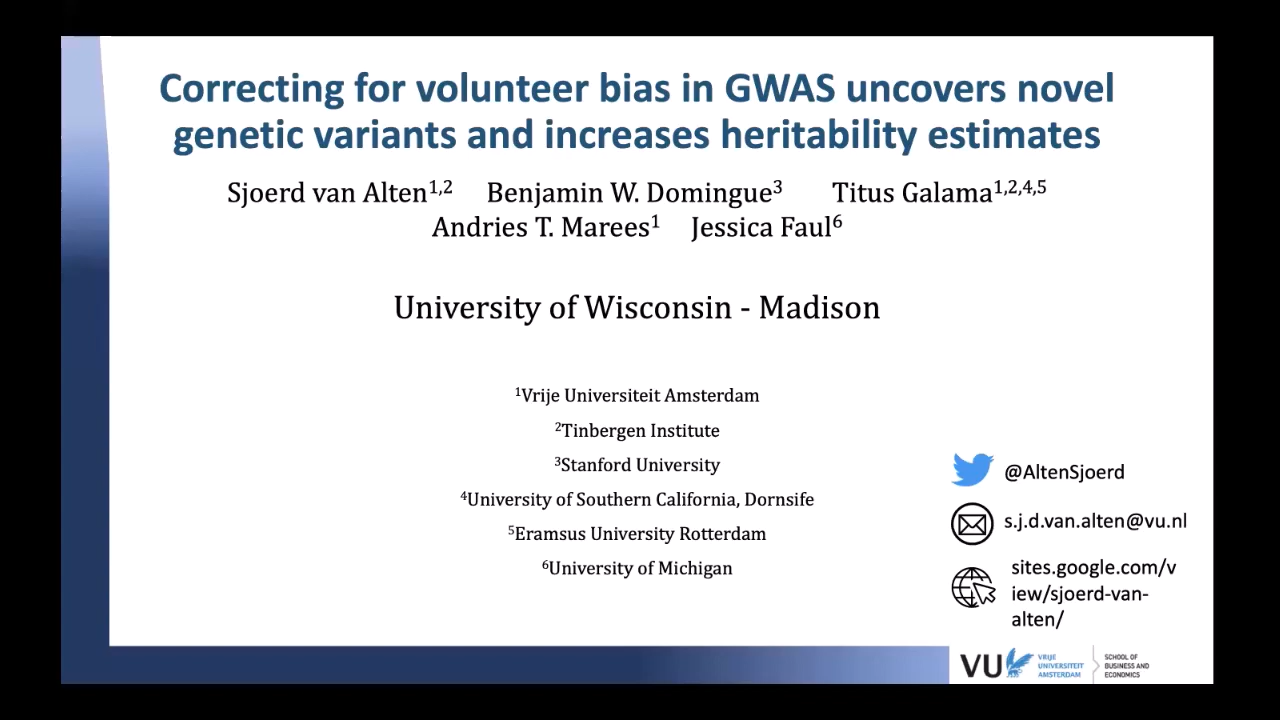 Correcting for volunteer bias in GWAS uncovers novel
genetic variants and increases heritability estimates
Sjoerd van Alten1,2 Benjamin W. Domingue3 Titus Galama1,2,4,5
Andries T. Marees1 Jessica Faul6
University of Wisconsin - Madison
1Vrije Universiteit Amsterdam
2Tinbergen Institute
3Stanford University
4University of Southern California, Dornsife
5Eramsus University Rotterdam
6University of Michigan
@AltenSjoerd
s.j.d.van.alten@vu.nl
sites.google.com/v
iew/sjoerd-van-
alten/
VU
VRIJE
UNIVERSITEIT
AMSTERDAM
SCHOOL OF
BUSINESS AND
ECONOMICS